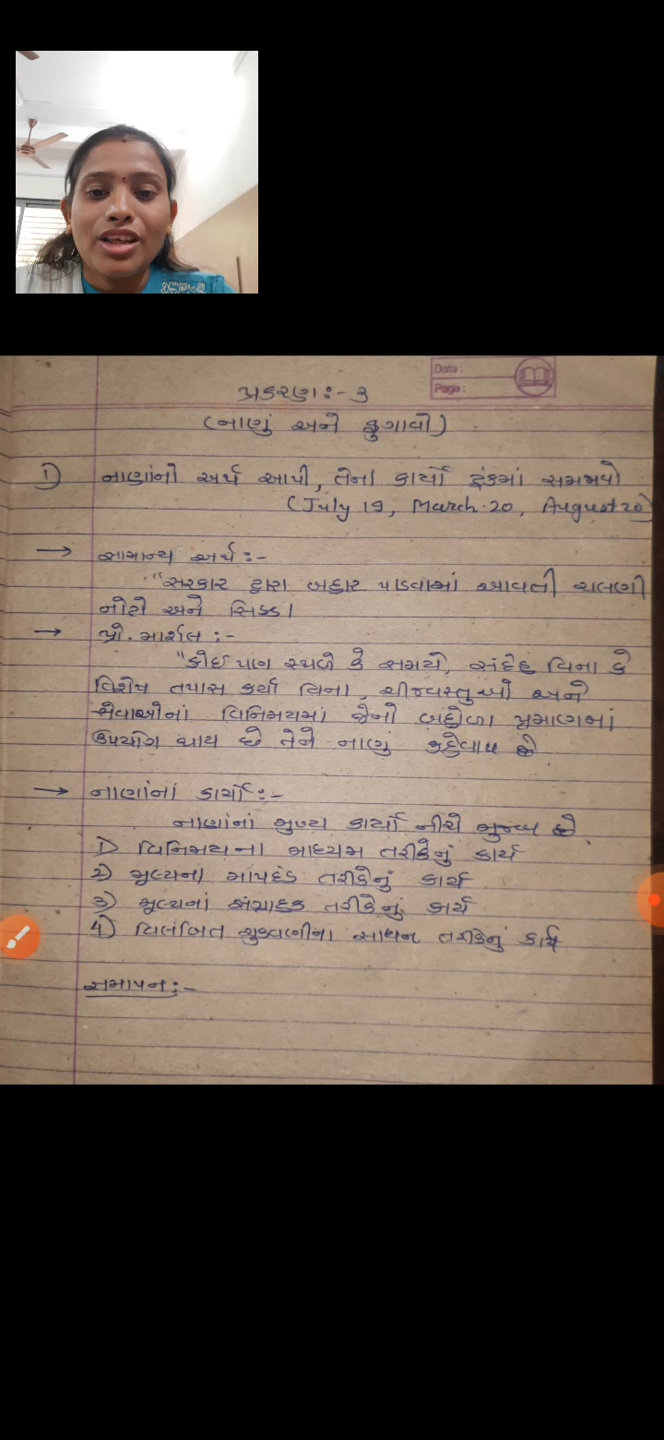 Date :
Page :
પ્રકરણ:- ૩
(નાણું અને ફુગાવો)
1) નાણાંનો અર્થ આપી, તેનાં કાર્યો ટૂંકમાં સમજાવો
(July 19, March.20, August 20)
→ સામાન્ય અર્થ:-
"સરકાર દ્વારા બહાર પાડવામાં આવતી ચલણી
નોટો અને સિક્કા
→ પ્રો. માર્શલ :-
"કોઈ પણ સ્થળે કે સમયે, સંદેહ વિના કે
વિશેષ તપાસ કર્યા વિના, ચીજવસ્તુઓ અને
સેવાઓનાં વિનિમયમાં જેનો બહોળા પ્રમાણમાં
ઉપયોગ થાય છે તેને નાણું કહેવાય છે
→ નાણાંનાં કાર્યો:-
નાણાંનાં મુખ્ય કાર્યો નીચે મુજબ છે.
1) વિનિમયના માધ્યમ તરીકેનું કાર્ય
2) મૂલ્યના માપદંડ તરીકેનું કાર્ય
3) મૂલ્યનાં સંગ્રાહક તરીકેનું કાર્ય
4) વિલંબિત ચુકવણીના સાધન તરીકેનું કાર્ય
સમાપન:-